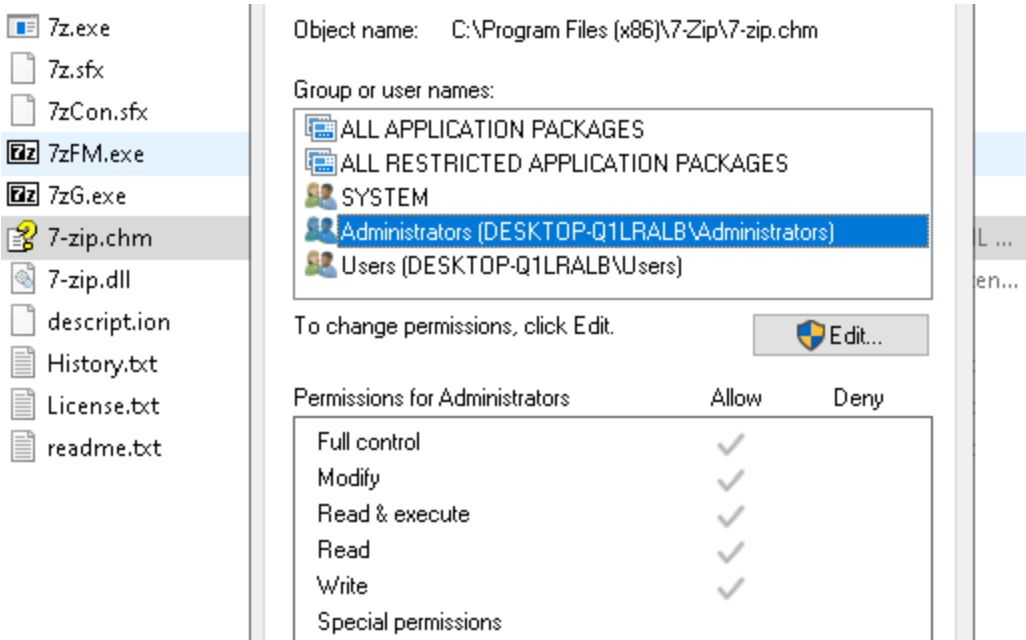 7z.exe
7z.sfx
7zCon.sfx
7zFM.exe
7zG.exe
7-zip.chm
7-zip.dll
descript.ion
History.txt
License.txt
readme.txt
Object name: C:\Program Files (x86)\7-Zip\7-zip.chm
Group or user names:
ALL APPLICATION PACKAGES
ALL RESTRICTED APPLICATION PACKAGES
SYSTEM
Administrators (DESKTOP-Q1LRALB\Administrators)
Users (DESKTOP-Q1LRALB\Users)
To change permissions, click Edit.
Edit...
Permissions for Administrators Allow Deny
Full control
Modify
Read & execute
Read
Write
Special permissions